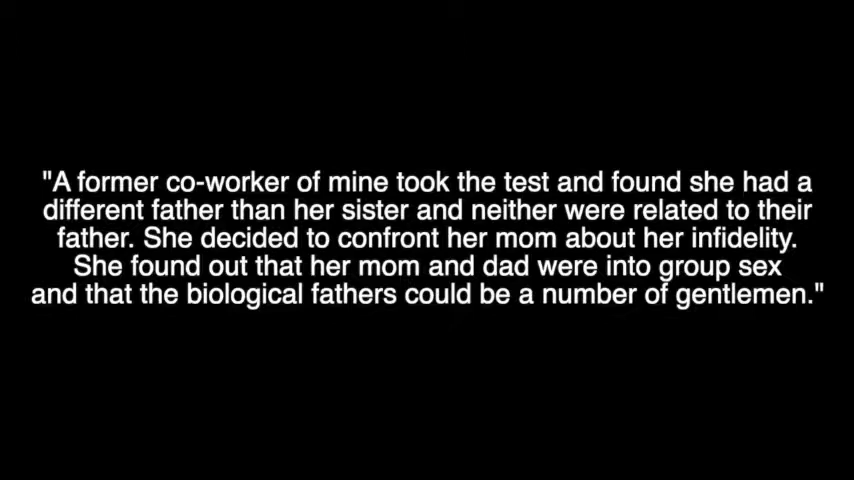 "A former co-worker of mine took the test and found she had a
different father than her sister and neither were related to their
father. She decided to confront her mom about her infidelity.
She found out that her mom and dad were into group sex
and that the biological fathers could be a number of gentlemen."